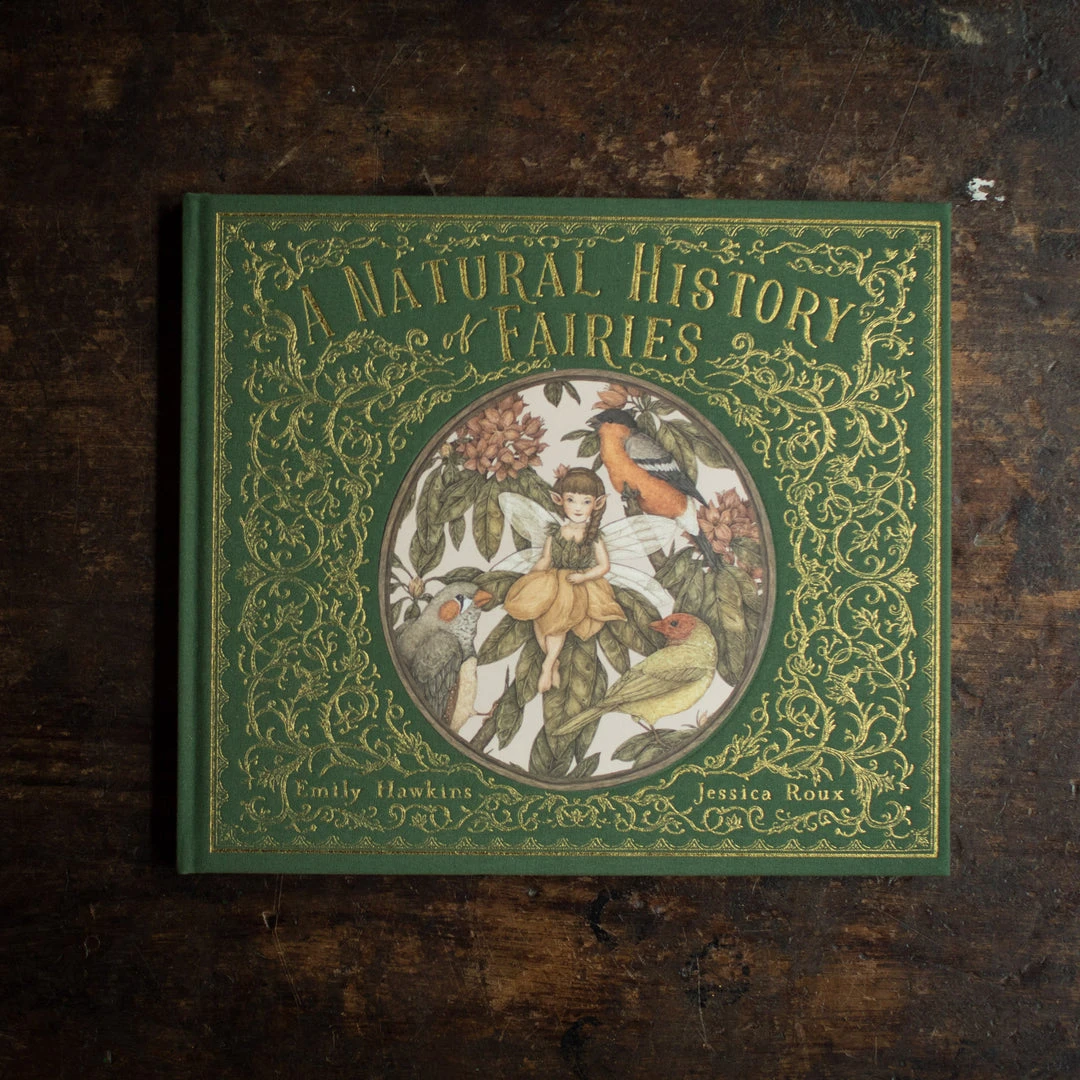 A Natural History
of Fairies
Emily Hawkins
Jessica Roux